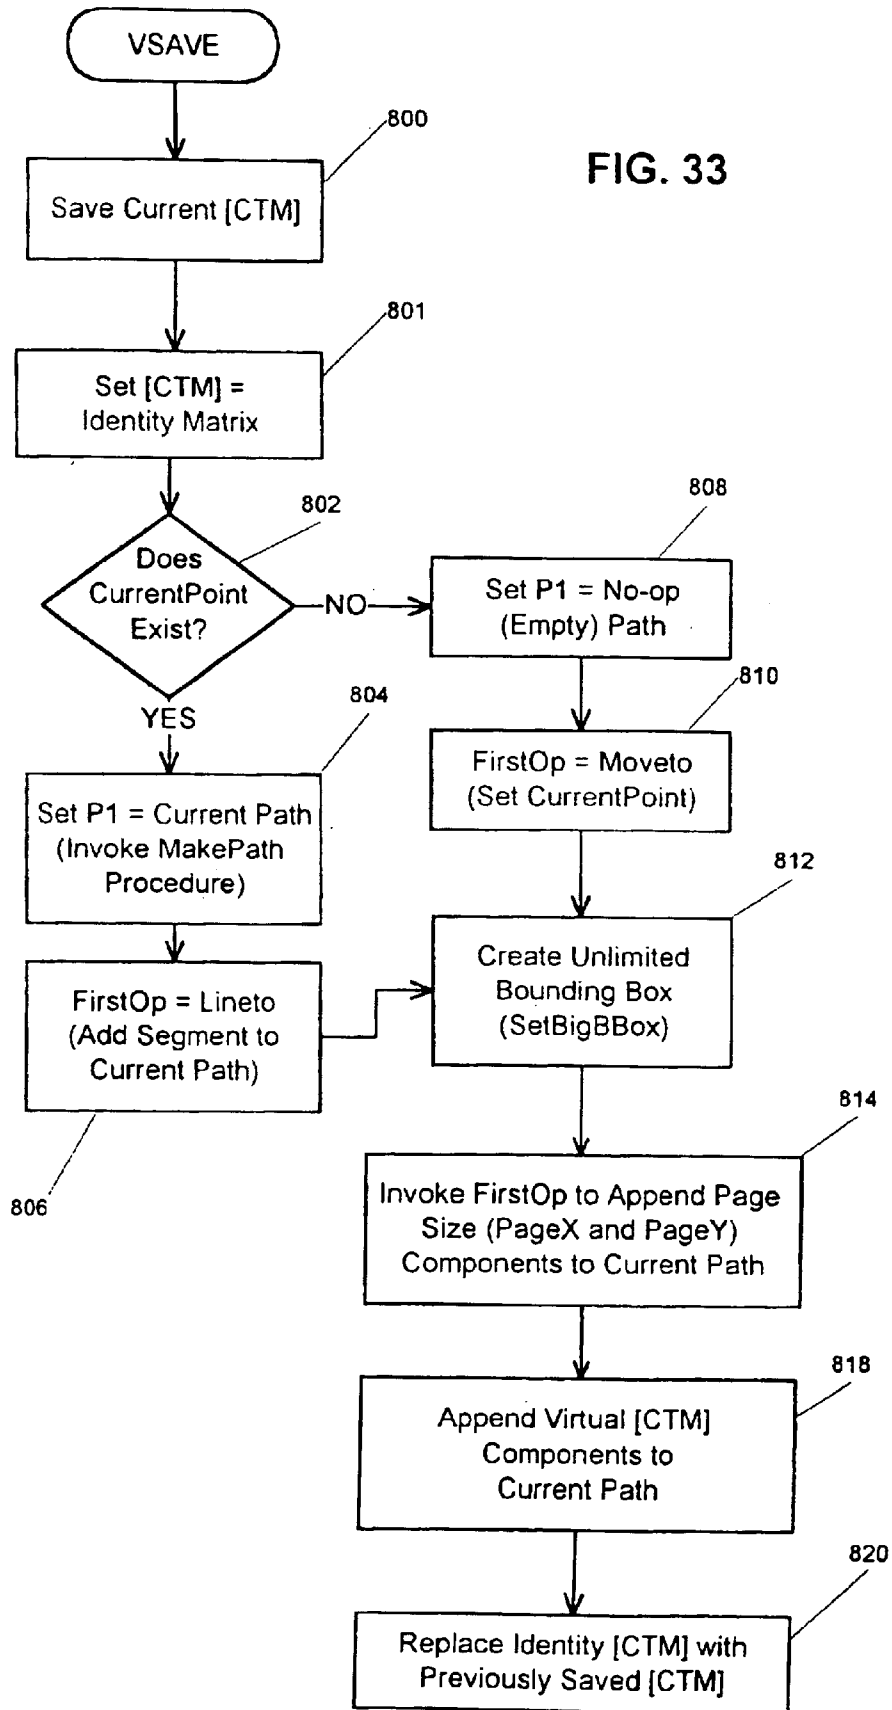 VSAVE
800
FIG. 33
Save Current [CTM]
801
Set [CTM] =
Identity Matrix
802
Does
CurrentPoint
Exist?
NO
808
Set P1 = No-op
(Empty) Path
YES
804
810
Set P1 = Current Path
(Invoke MakePath
Procedure)
FirstOp = Moveto
(Set CurrentPoint)
812
FirstOp = Lineto
(Add Segment to
Current Path)
806
Create Unlimited
Bounding Box
(SetBigBBox)
814
Invoke FirstOp to Append Page
Size (PageX and PageY)
Components to Current Path
818
Append Virtual [CTM]
Components to
Current Path
820
Replace Identity [CTM] with
Previously Saved [CTM]